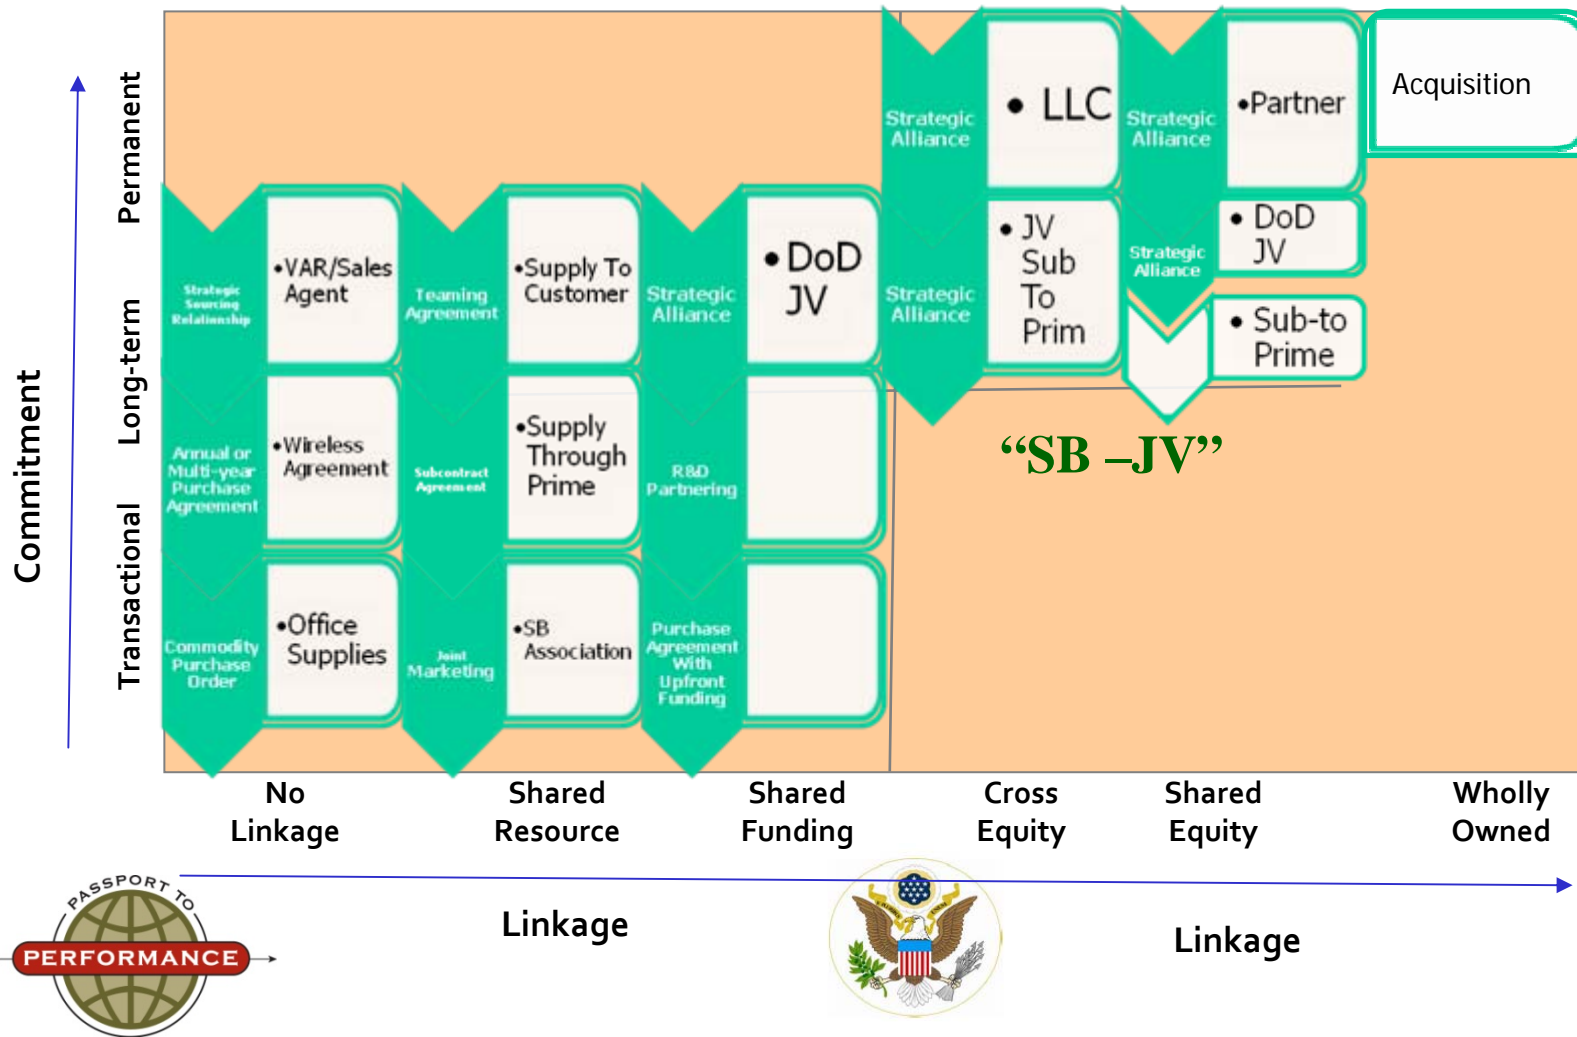 Commitment
Permanent
Long-term
Transactional
Strategic
Alliance
• LLC
Strategic
Alliance
•Partner
Acquisition
Strategic
Sourcing
Relationship
•VAR/Sales
Agent
Teaming
Agreement
•Supply To
Customer
Strategic
Alliance
• DoD
JV
Strategic
Alliance
• JV
Sub
To
Prim
Strategic
Alliance
• DoD
JV
• Sub-to
Prime
Annual or
Multi-year
Purchase
Agreement
•Wireless
Agreement
Subcontract
Agreement
•Supply
Through
Prime
R&D
Partnering
“SB –JV”
Commodity
Purchase
Order
•Office
Supplies
Joint
Marketing
•SB
Association
Purchase
Agreement
With
Upfront
Funding
No
Linkage
Shared
Resource
Shared
Funding
Cross
Equity
Shared
Equity
Wholly
Owned
Linkage
Linkage
PASSPORT TO
PERFORMANCE